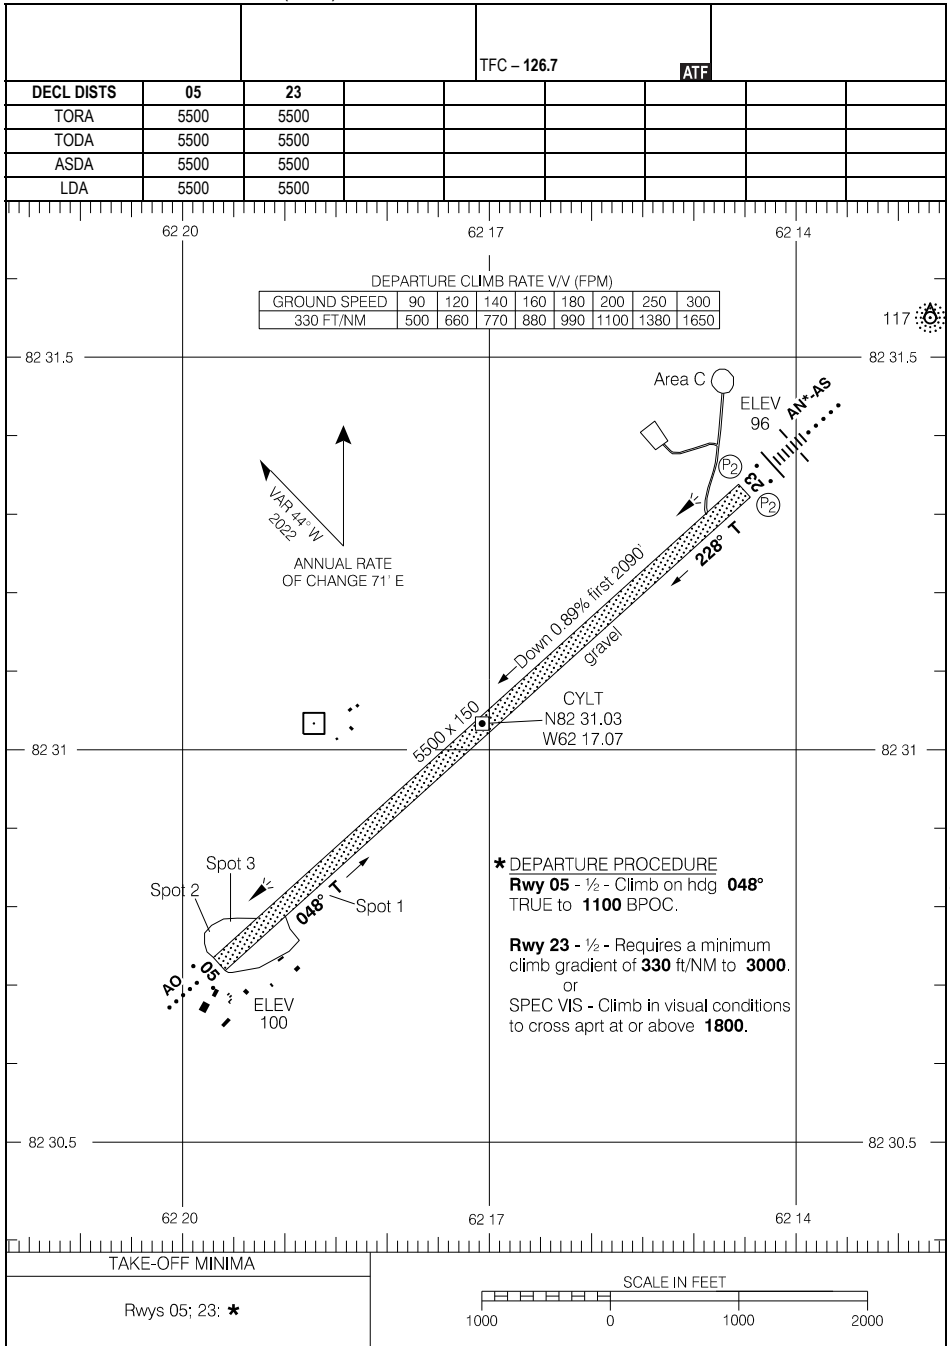 TFC – 126.7
ATF
DECL DISTS 05 23
TORA 5500 5500
TODA 5500 5500
ASDA 5500 5500
LDA 5500 5500
62 20 62 17 62 14
DEPARTURE CLIMB RATE V/V (FPM)
GROUND SPEED 90 120 140 160 180 200 250 300
330 FT/NM 500 660 770 880 990 1100 1380 1650
117
82 31.5 82 31.5
Area C
ELEV
96
AN*-AS
P2
23
P2
VAR 44° W
2022
ANNUAL RATE
OF CHANGE 71' E
228° T
Down 0.89% first 2090'
gravel
5500 x 150
CYLT
N82 31.03
W62 17.07
82 31 82 31
Spot 3
Spot 2
048° T
Spot 1
05
AO
ELEV
100
* DEPARTURE PROCEDURE
Rwy 05 - ½ - Climb on hdg 048°
TRUE to 1100 BPOC.
Rwy 23 - ½ - Requires a minimum
climb gradient of 330 ft/NM to 3000.
or
SPEC VIS - Climb in visual conditions
to cross aprt at or above 1800.
82 30.5 82 30.5
62 20 62 17 62 14
TAKE-OFF MINIMA
Rwys 05; 23: *
SCALE IN FEET
1000 0 1000 2000